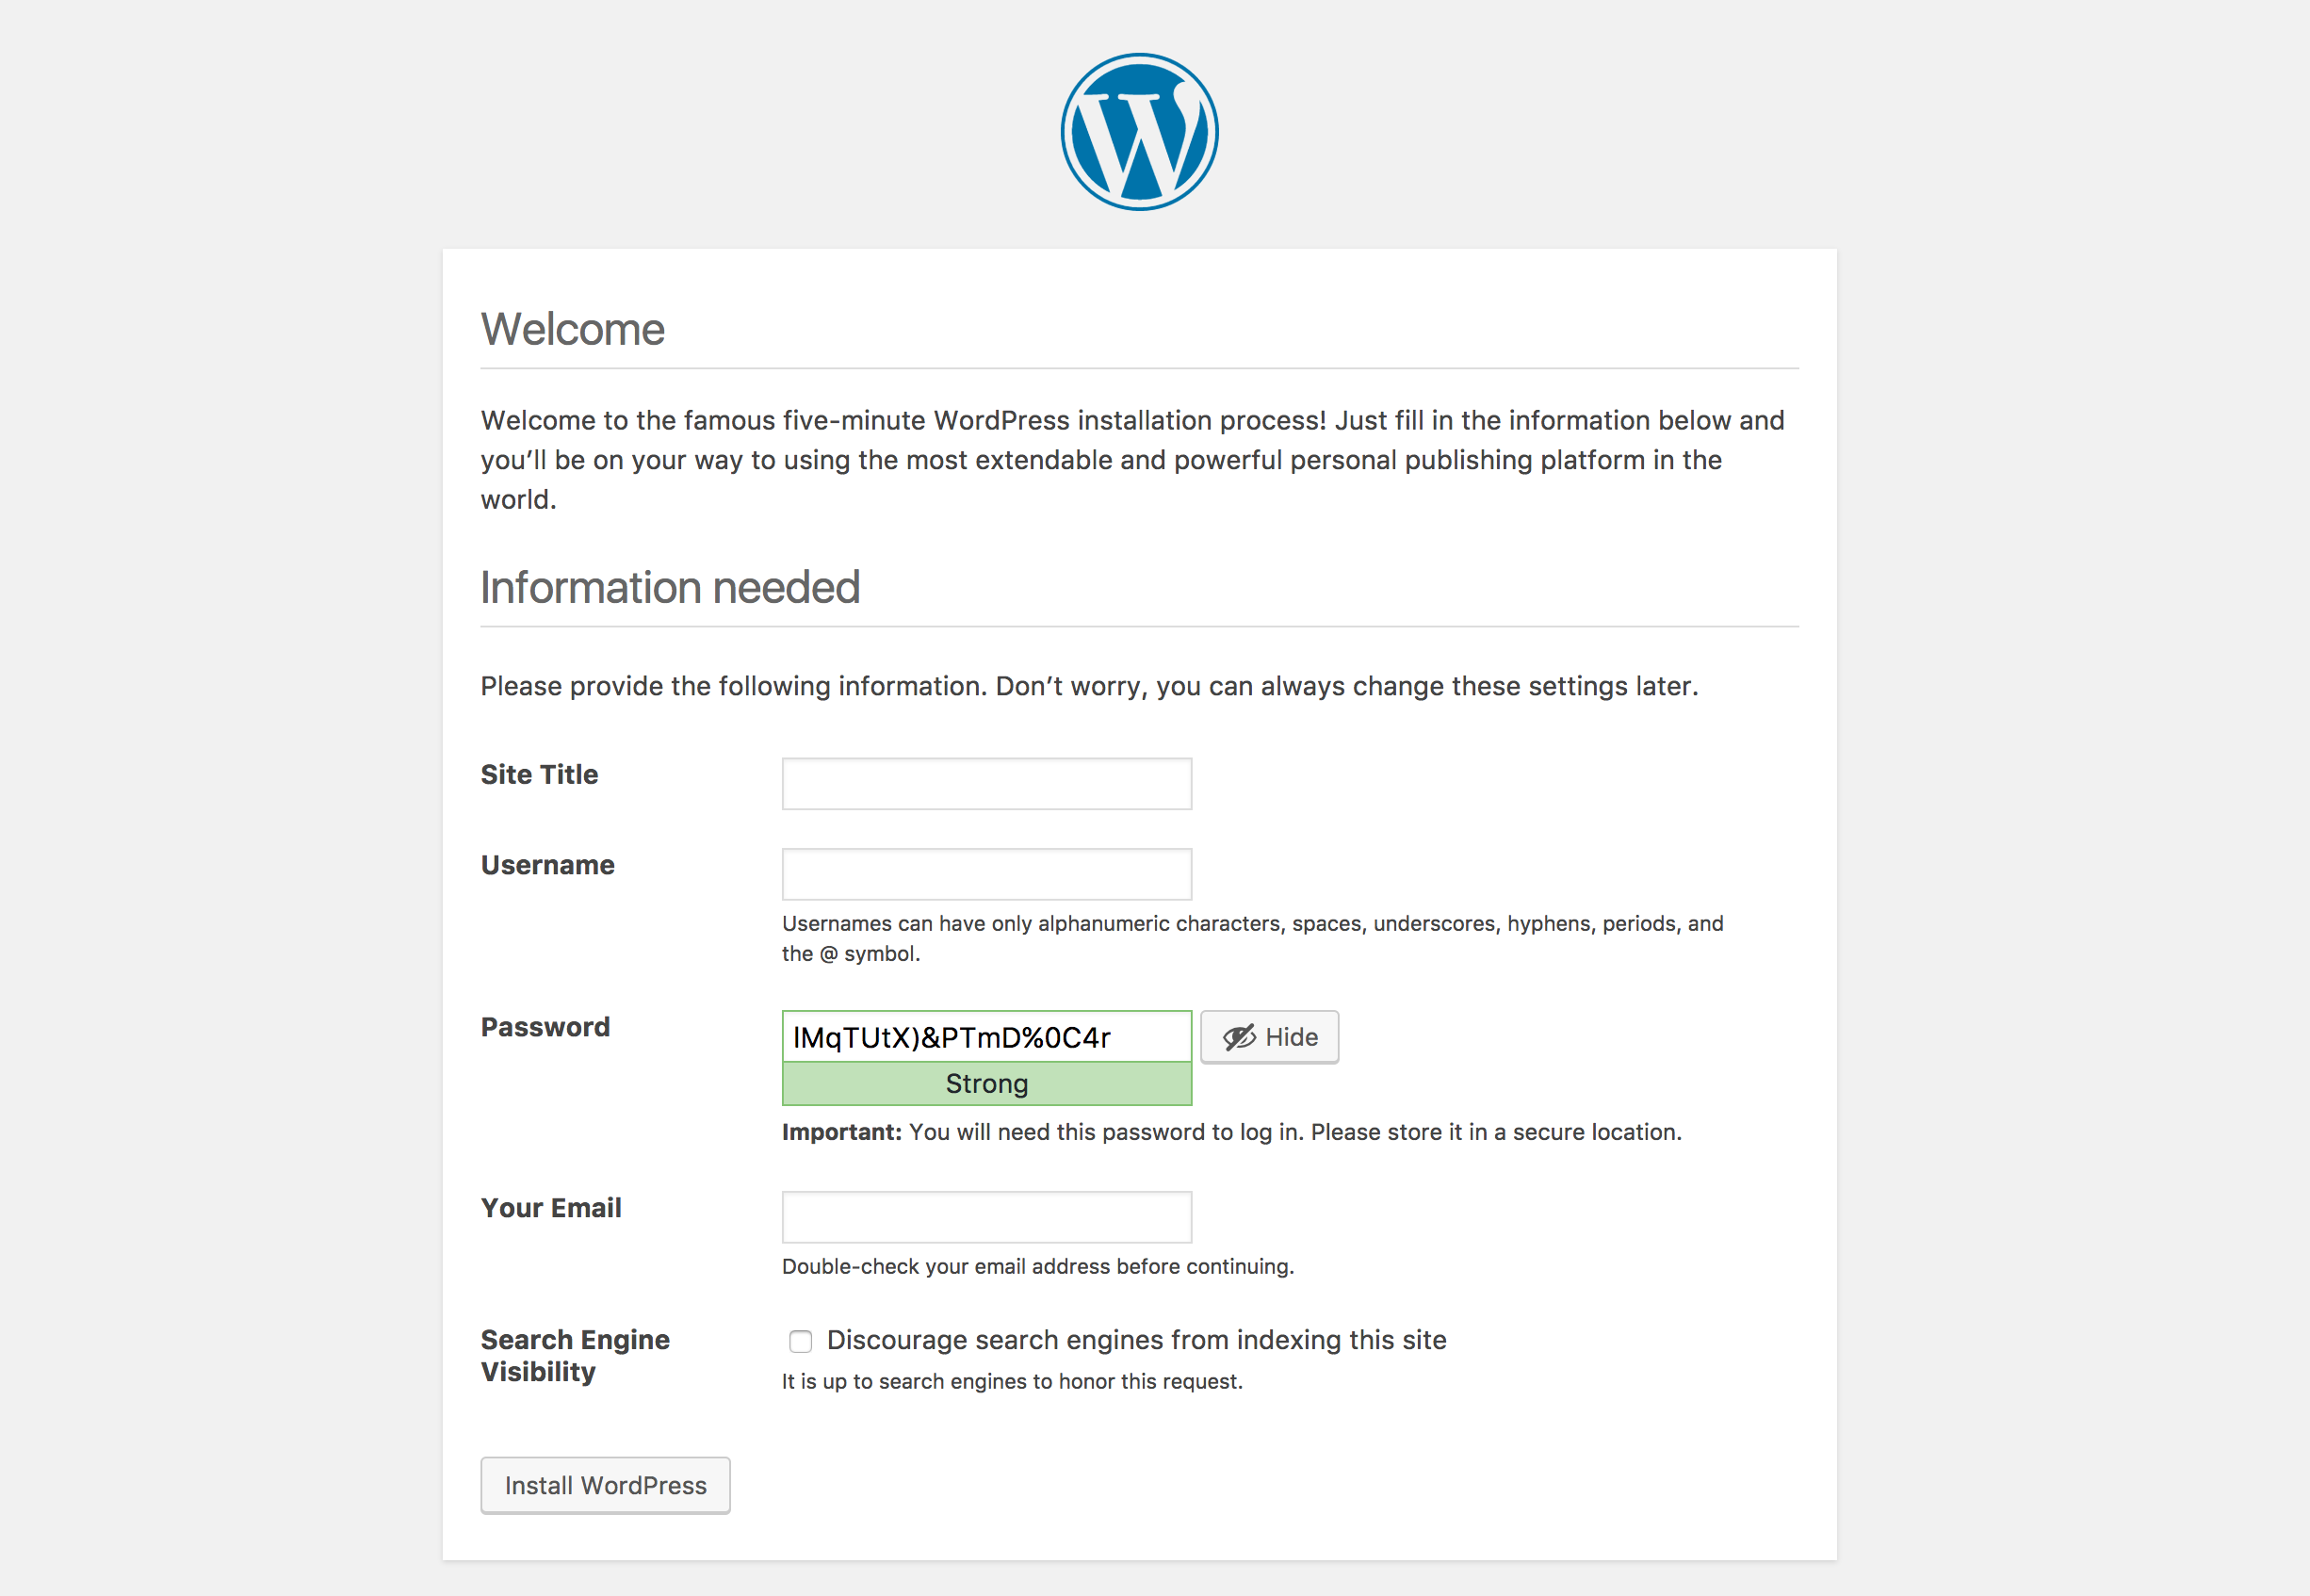 Welcome
Welcome to the famous five-minute WordPress installation process! Just fill in the information below and
you’ll be on your way to using the most extendable and powerful personal publishing platform in the
world.
Information needed
Please provide the following information. Don’t worry, you can always change these settings later.
Site Title
Username
Usernames can have only alphanumeric characters, spaces, underscores, hyphens, periods, and
the @ symbol.
Password
lMqTUtX)&PTmD%0C4r
Hide
Strong
Important: You will need this password to log in. Please store it in a secure location.
Your Email
Double-check your email address before continuing.
Search Engine
Visibility
Discourage search engines from indexing this site
It is up to search engines to honor this request.
Install WordPress